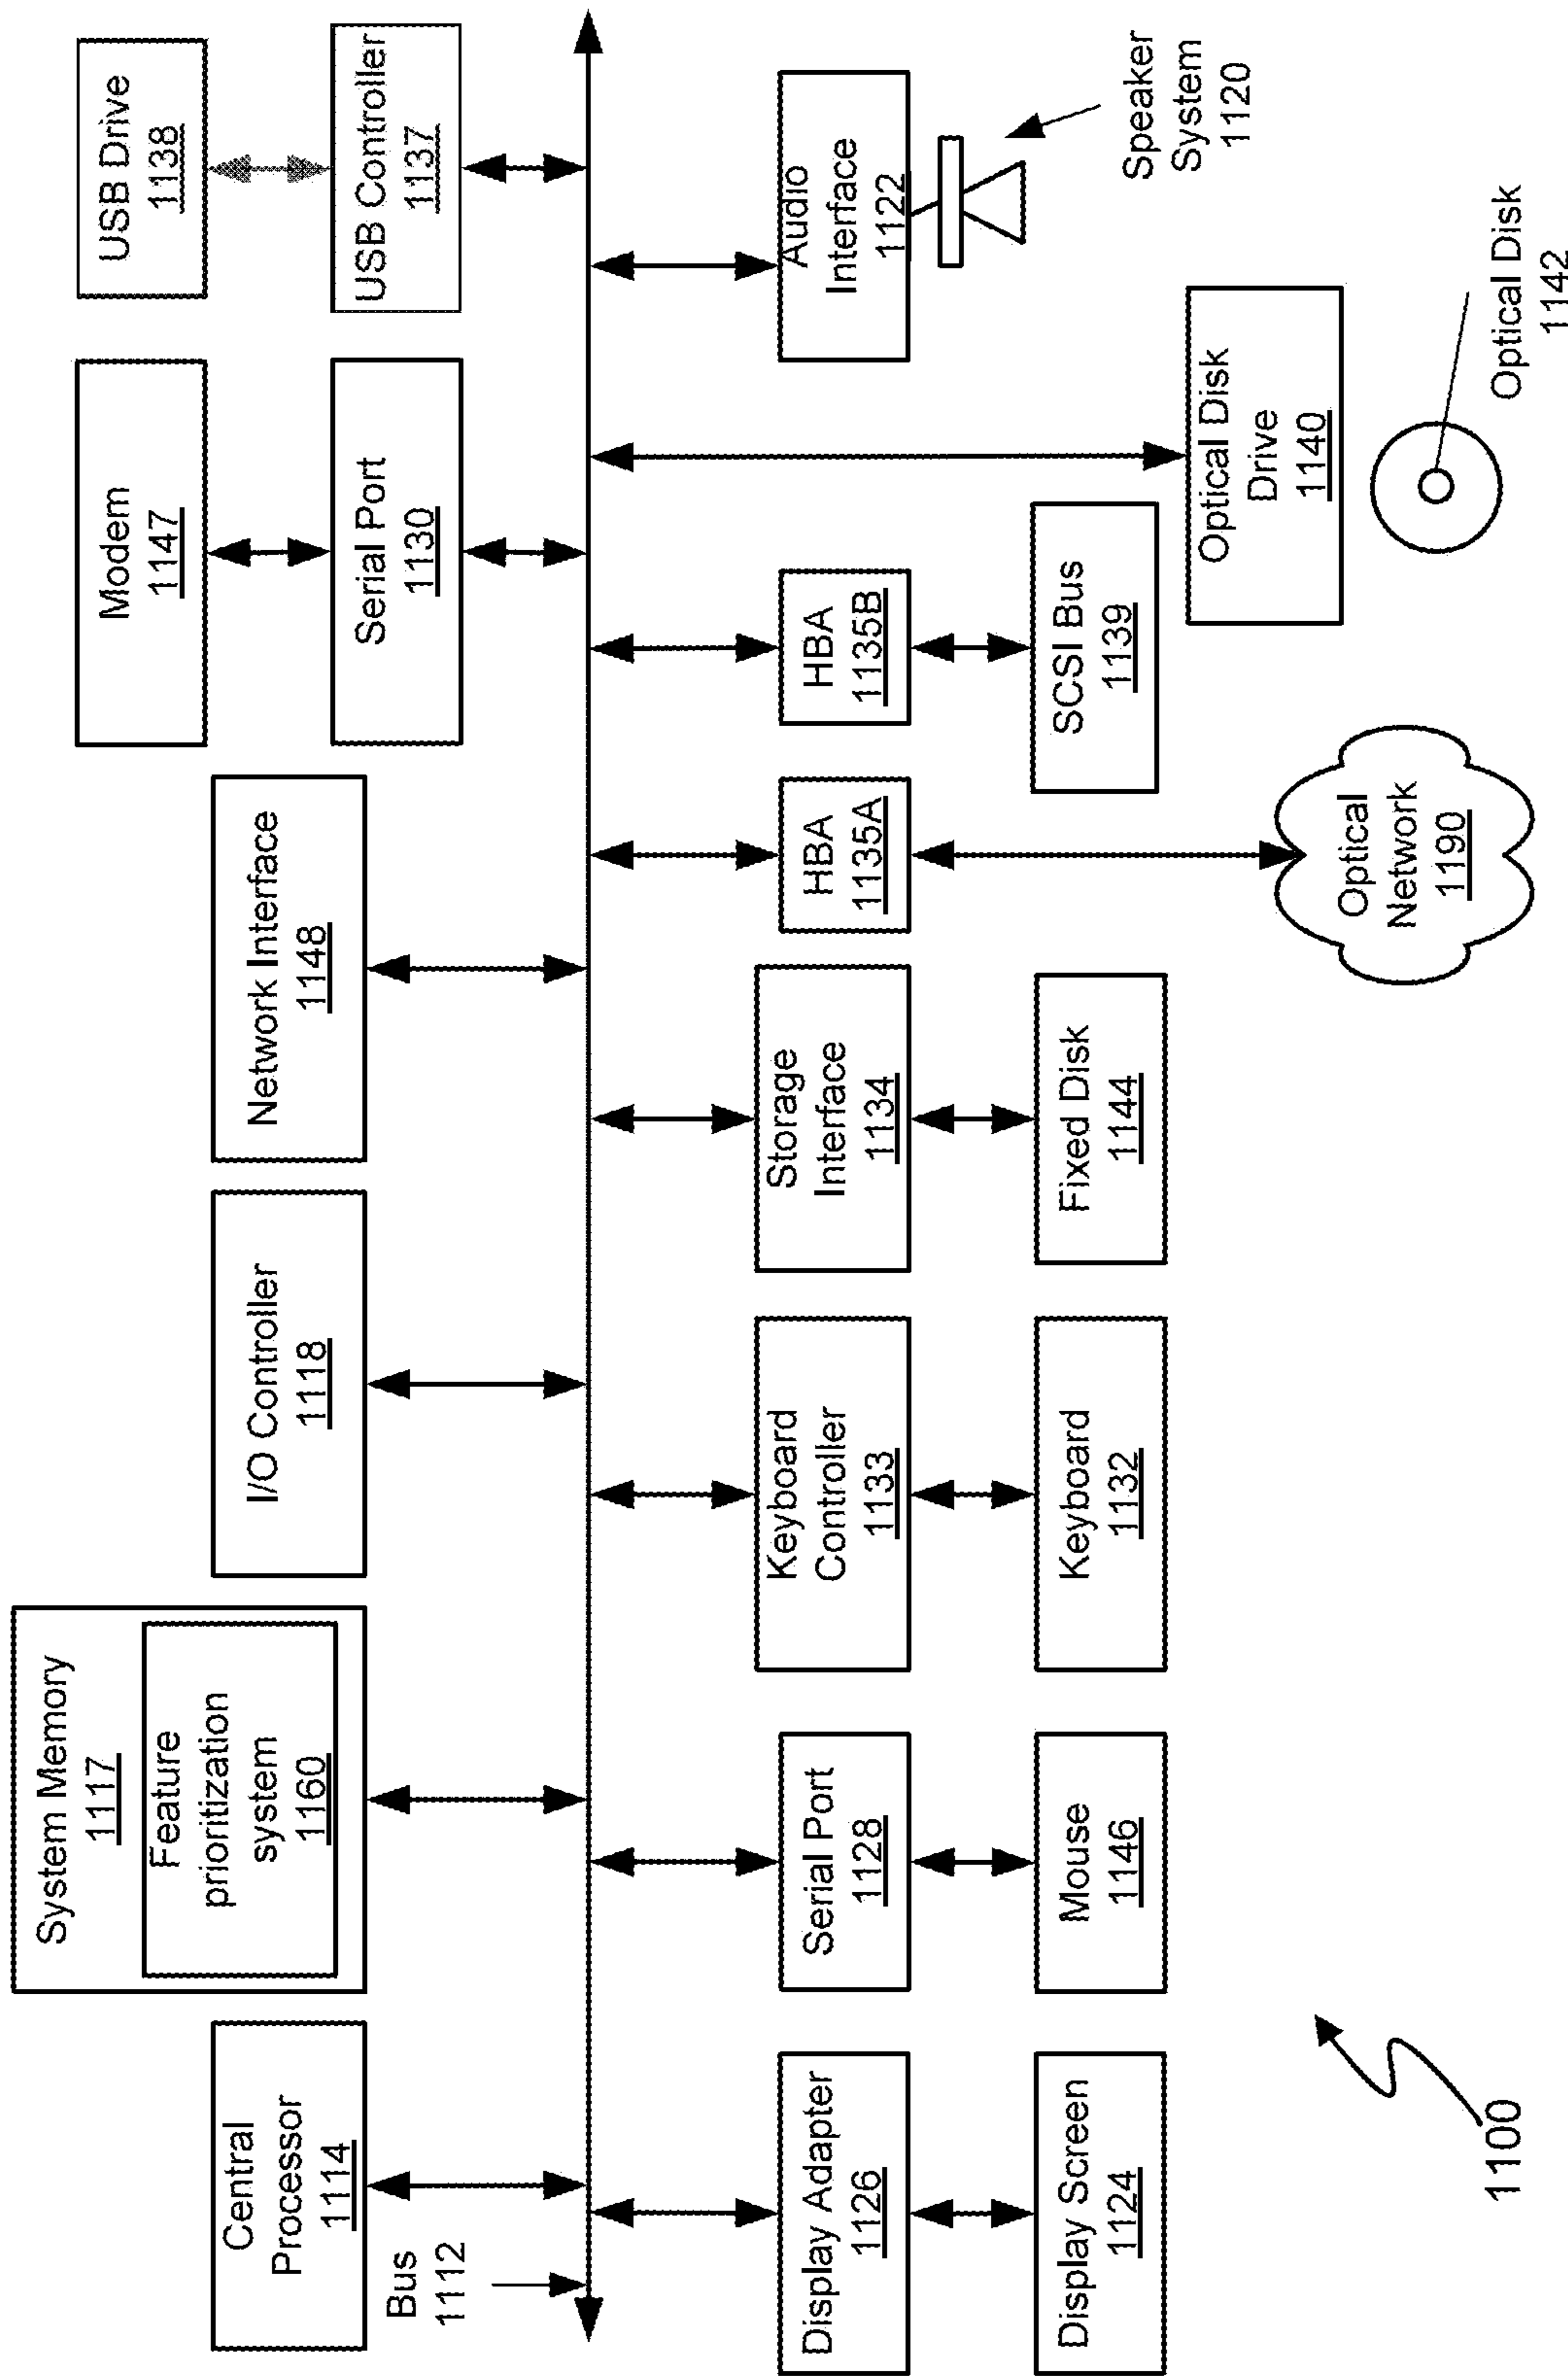 Central
Processor
1114
System Memory
1117
Feature
prioritization
system
1160
I/O Controller
1118
Network Interface
1148
Modem
1147
Serial Port
1130
USB Drive
1138
USB Controller
1137
Bus
1112
Display Adapter
1126
Display Screen
1124
Serial Port
1128
Mouse
1146
Keyboard
Controller
1133
Keyboard
1132
Storage
Interface
1134
Fixed Disk
1144
HBA
1135A
Optical
Network
1190
HBA
1135B
SCSI Bus
1139
Optical Disk
Drive
1140
Optical Disk
1142
Audio
Interface
1122
Speaker
System
1120
1100